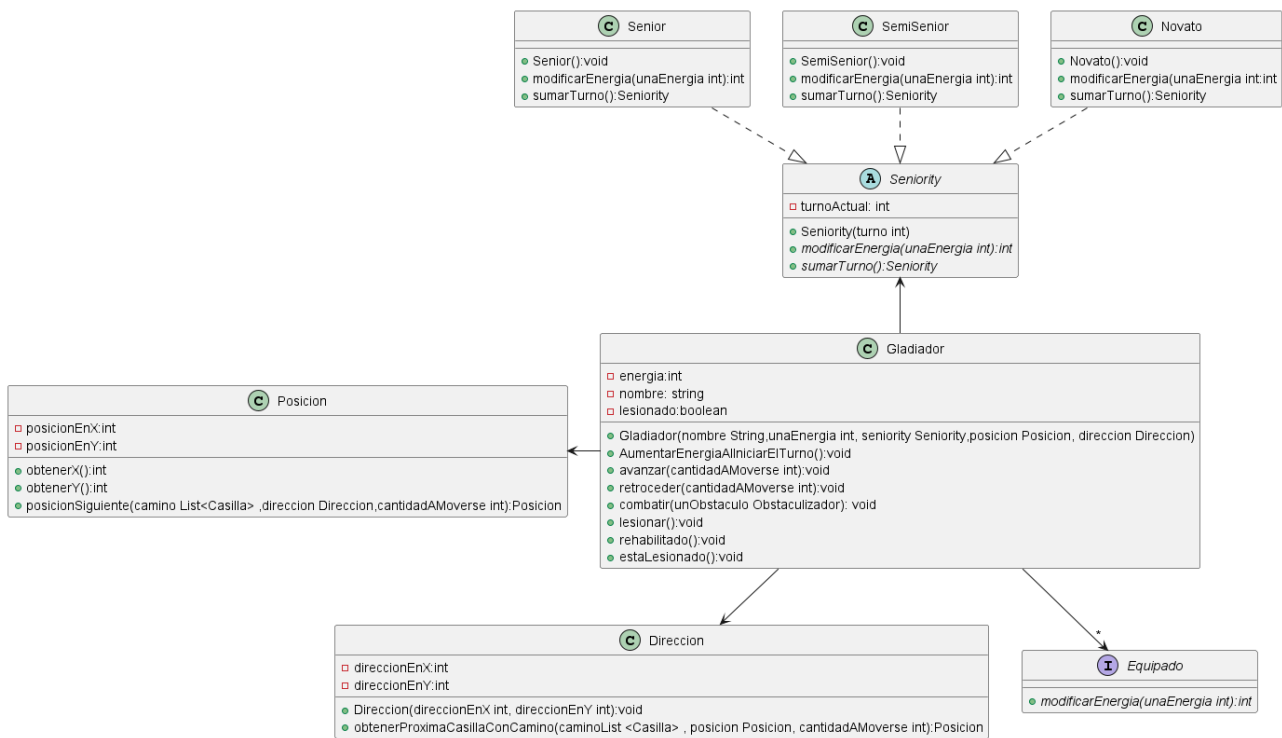 C Senior
Senior():void
modificarEnergia(unaEnergia int):int
sumarTurno():Seniority
C SemiSenior
SemiSenior():void
modificarEnergia(unaEnergia int):int
sumarTurno():Seniority
C Novato
Novato():void
modificarEnergia(unaEnergia int:int
sumarTurno():Seniority
A Seniority
turnoActual: int
Seniority(turno int)
modificarEnergia(unaEnergia int):int
sumarTurno():Seniority
C Gladiador
energia:int
nombre: string
lesionado:boolean
Gladiador(nombre String,unaEnergia int, seniority Seniority,posicion Posicion, direccion Direccion)
AumentarEnergiaAlIniciarElTurno():void
avanzar(cantidadAMoverse int):void
retroceder(cantidadAMoverse int):void
combatir(unObstaculo Obstaculizador): void
lesionar():void
rehabilitado():void
estaLesionado():void
C Posicion
posicionEnX:int
posicionEnY:int
obtenerX():int
obtenerY():int
posicionSiguiente(camino List<Casilla> ,direccion Direccion,cantidadAMoverse int):Posicion
C Direccion
direccionEnX:int
direccionEnY:int
Direccion(direccionEnX int, direccionEnY int):void
obtenerProximaCasillaConCamino(caminoList <Casilla> , posicion Posicion, cantidadAMoverse int):Posicion
*
I Equipado
modificarEnergia(unaEnergia int):int